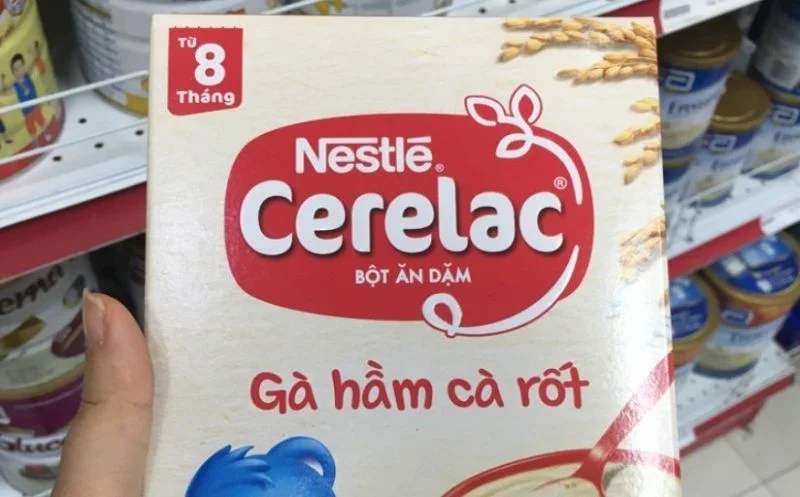 Từ
8
Tháng
Nestlé®
Cerelac®
BỘT ĂN DẶM
Gà hầm cà rốt